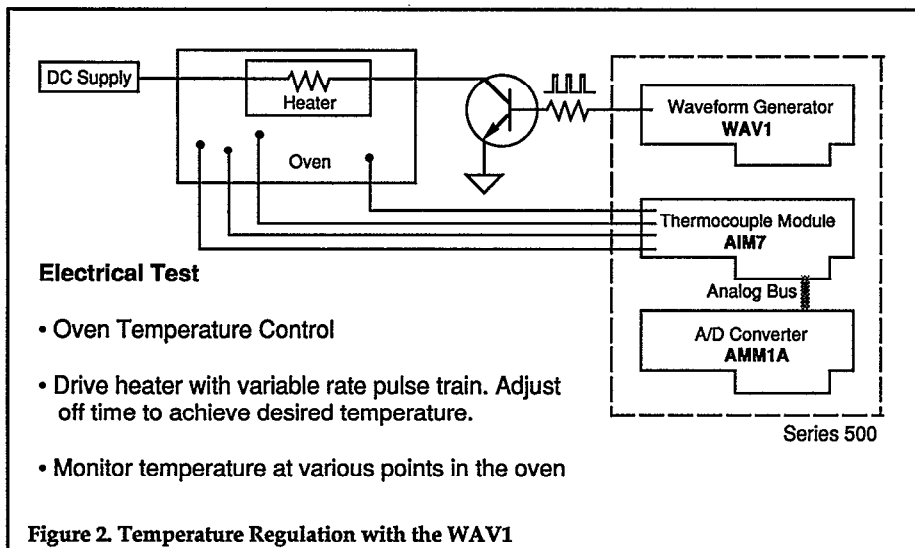 DC Supply
Heater
Oven
Waveform Generator
WAV1
Thermocouple Module
AIM7
Analog Bus
A/D Converter
AMM1A
Series 500
Electrical Test
• Oven Temperature Control
• Drive heater with variable rate pulse train. Adjust
off time to achieve desired temperature.
• Monitor temperature at various points in the oven
Figure 2. Temperature Regulation with the WAV1